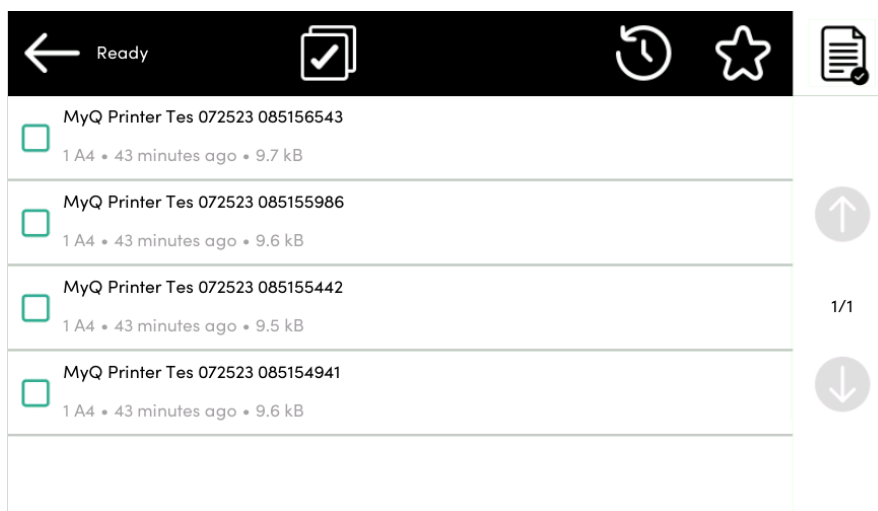 Ready
MyQ Printer Tes 072523 085156543
1 A4 • 43 minutes ago • 9.7 kB
MyQ Printer Tes 072523 085155986
1 A4 • 43 minutes ago • 9.6 kB
MyQ Printer Tes 072523 085155442
1 A4 • 43 minutes ago • 9.5 kB
MyQ Printer Tes 072523 085154941
1 A4 • 43 minutes ago • 9.6 kB
1/1